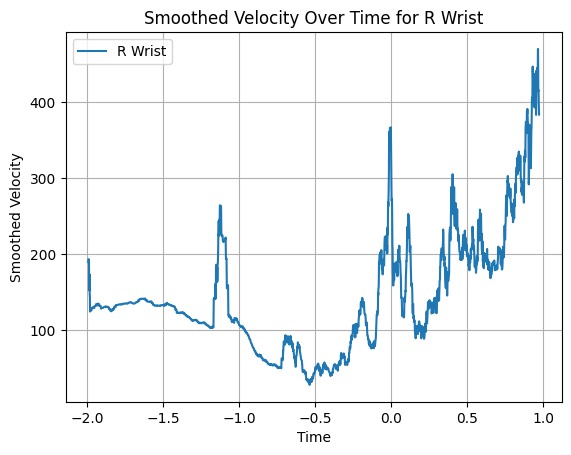 Smoothed Velocity Over Time for R Wrist
R Wrist
Smoothed Velocity
400
300
200
100
−2.0 −1.5 −1.0 −0.5 0.0 0.5 1.0
Time